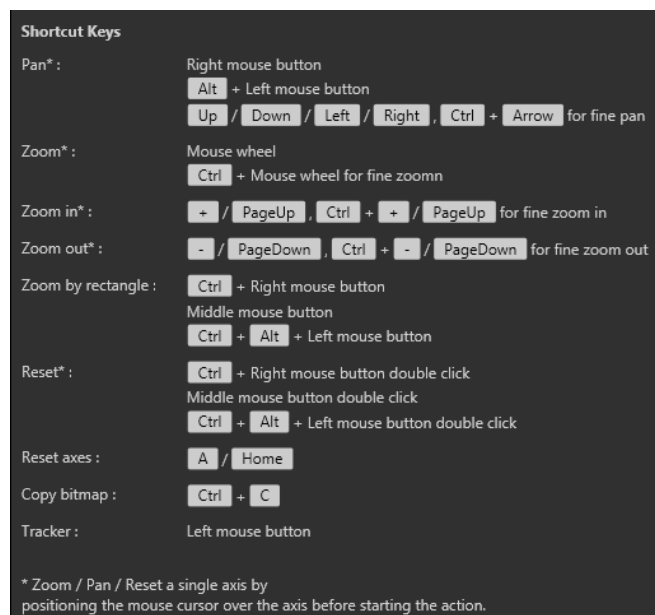 Shortcut Keys
Pan* : Right mouse button
Alt + Left mouse button
Up / Down / Left / Right , Ctrl + Arrow for fine pan
Zoom* : Mouse wheel
Ctrl + Mouse wheel for fine zoomn
Zoom in* : + / PageUp , Ctrl + + / PageUp for fine zoom in
Zoom out* : - / PageDown , Ctrl + - / PageDown for fine zoom out
Zoom by rectangle : Ctrl + Right mouse button
Middle mouse button
Ctrl + Alt + Left mouse button
Reset* : Ctrl + Right mouse button double click
Middle mouse button double click
Ctrl + Alt + Left mouse button double click
Reset axes : A / Home
Copy bitmap : Ctrl + C
Tracker : Left mouse button
* Zoom / Pan / Reset a single axis by
positioning the mouse cursor over the axis before starting the action.